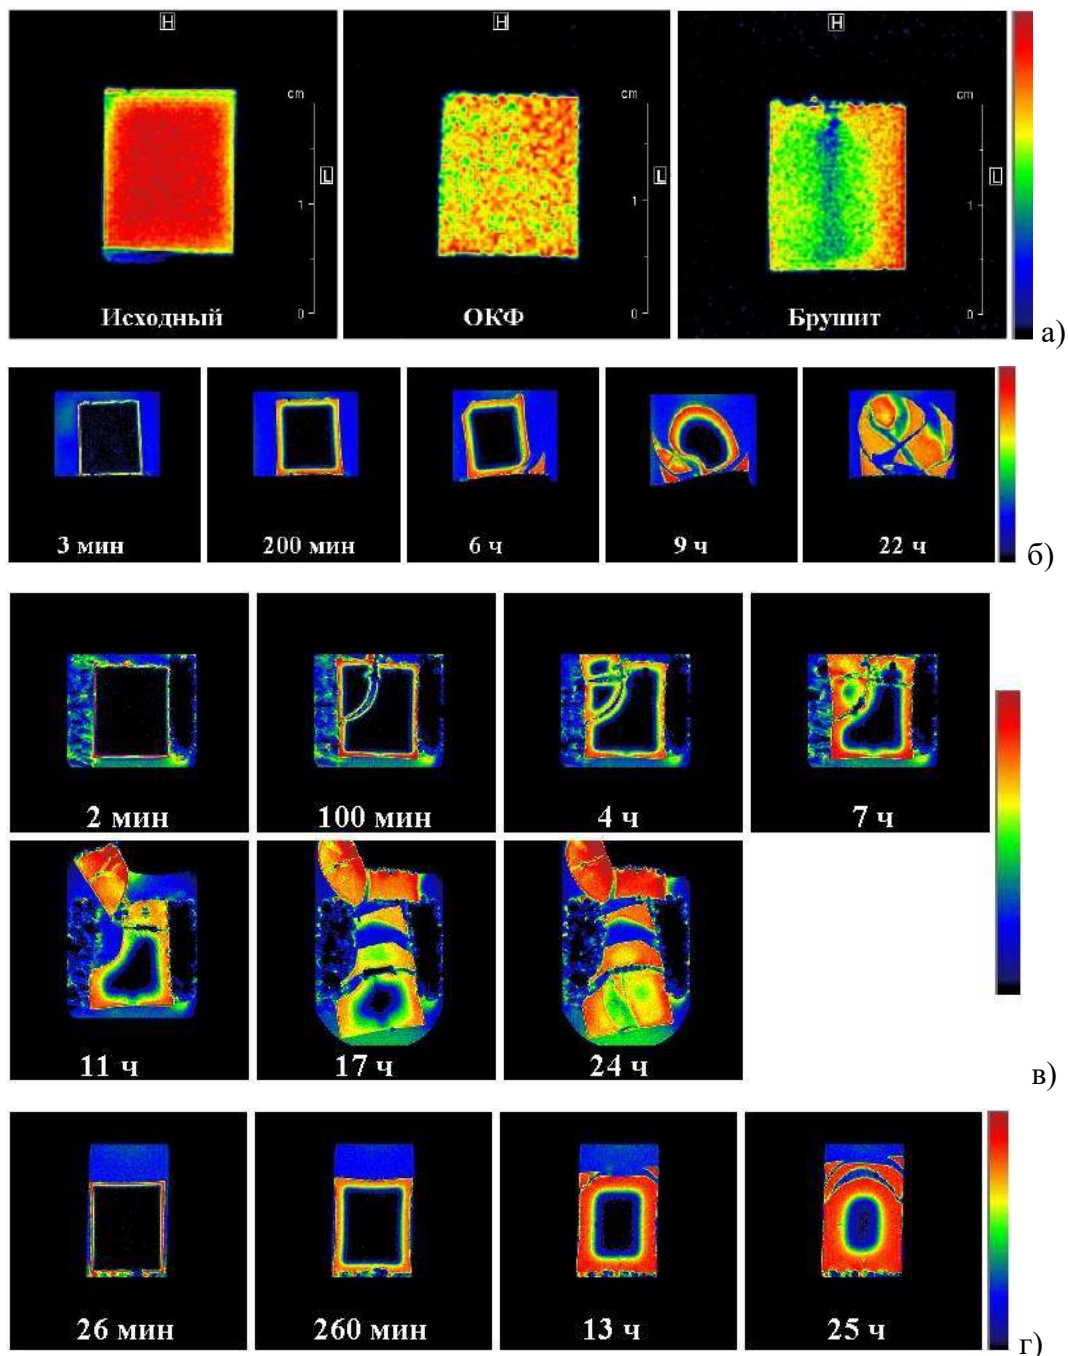 H H H
cm cm cm
L L L
1 1 1
0 0 0
Исходный ОКФ Брушит
а)
3 мин 200 мин 6 ч 9 ч 22 ч
б)
2 мин 100 мин 4 ч 7 ч
11 ч 17 ч 24 ч
в)
26 мин 260 мин 13 ч 25 ч
г)